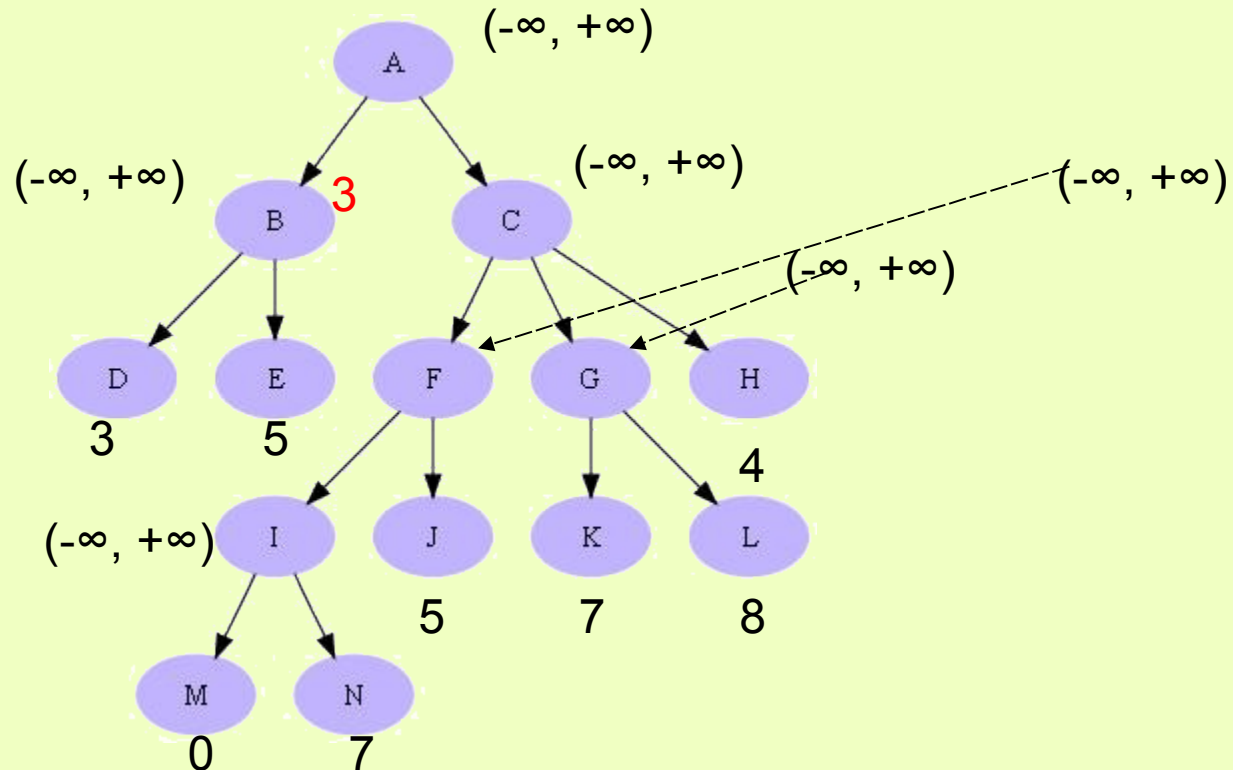 (-∞, +∞)
A
(-∞, +∞)
(-∞, +∞)
(-∞, +∞)
B
3
C
(-∞, +∞)
D
E
F
G
H
3
5
4
(-∞, +∞)
I
J
K
L
5
7
8
M
N
0
7